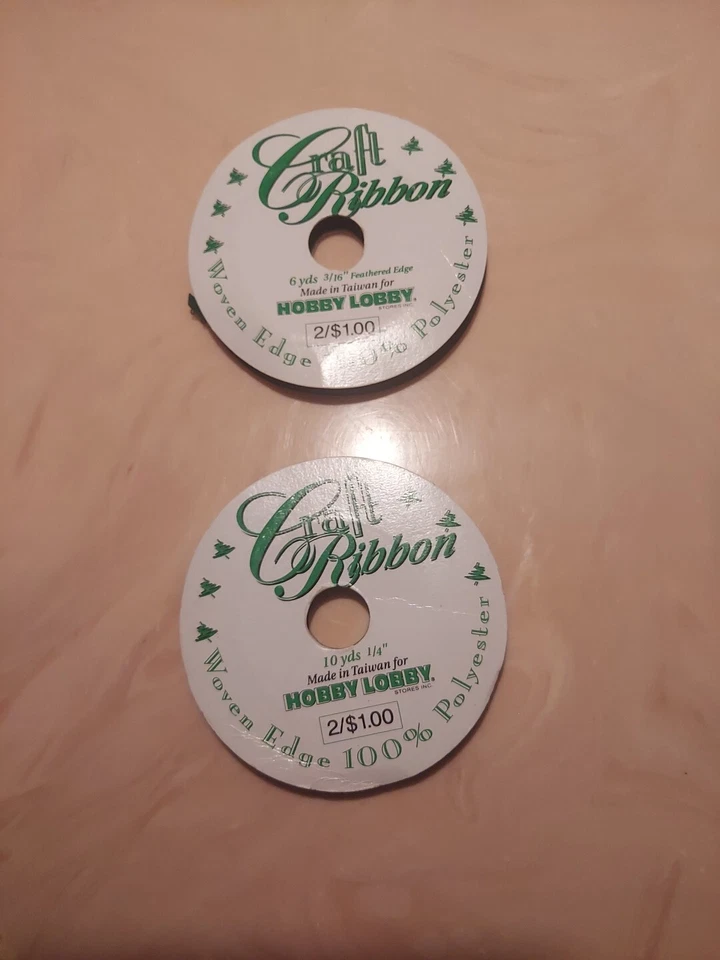 Craft
Ribbon
6 yds 3/16" Feathered Edge
Made in Taiwan for
HOBBY LOBBY®
STORES INC.
2/$1.00
Woven Edge Polyester
Craft
Ribbon
10 yds 1/4"
Made in Taiwan for
HOBBY LOBBY®
STORES INC.
2/$1.00
Woven Edge 100% Polyester